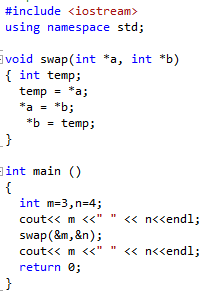 #include <iostream>
using namespace std;

void swap(int *a, int *b)
{ int temp;
  temp = *a;
  *a = *b;
   *b = temp;
}

int main ()
{
  int m=3,n=4;
  cout<< m <<" " << n<<endl;
  swap(&m,&n);
  cout<< m <<" " << n<<endl;
  return 0;
}